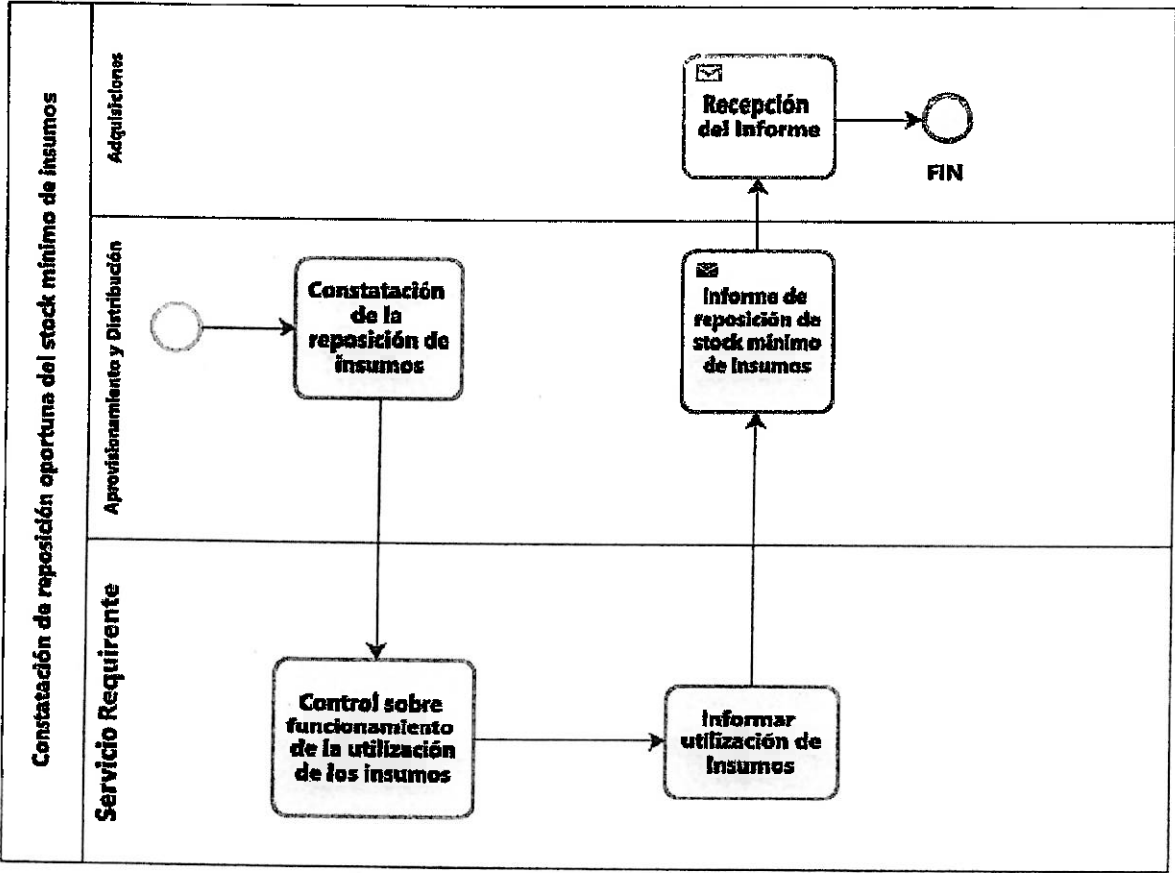 Constatación de reposición oportuna del stock mínimo de insumos
Adquisiciones
Recepción
del Informe
FIN
Aprovisionamiento y Distribución
Constatación
de la
reposición de
insumos
Informe de
reposición de
stock mínimo
de Insumos
Servicio Requirente
Control sobre
funcionamiento
de la utilización
de los insumos
Informar
utilización de
Insumos